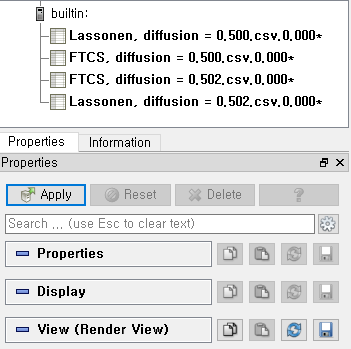 builtin:
Lassonen, diffusion = 0.500.csv.0.000*
FTCS, diffusion = 0.500.csv.0.000*
FTCS, diffusion = 0.502.csv.0.000*
Lassonen, diffusion = 0.502.csv.0.000*
Properties Information
Properties
Apply Reset Delete ?
Search ... (use Esc to clear text)
Properties
Display
View (Render View)